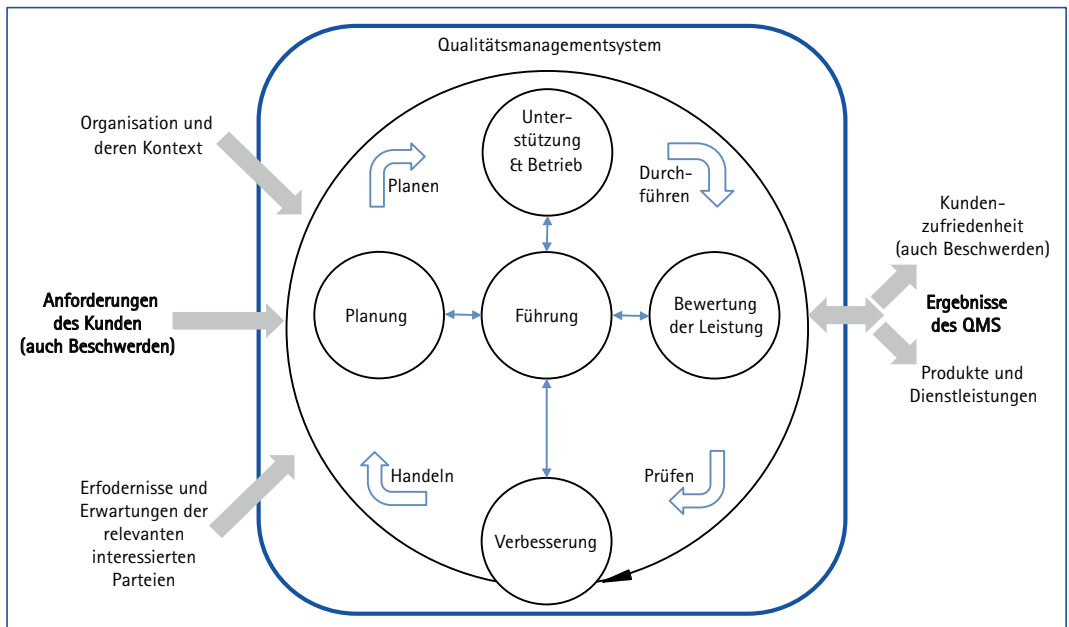 Qualitätsmanagementsystem
Organisation und
deren Kontext
Unter-
stützung
& Betrieb
Planen
Durch-
führen
Kunden-
zufriedenheit
(auch Beschwerden)
Anforderungen
des Kunden
(auch Beschwerden)
Planung
Führung
Bewertung
der Leistung
Ergebnisse
des QMS
Produkte und
Dienstleistungen
Handeln
Prüfen
Erfodernisse und
Erwartungen der
relevanten
interessierten
Parteien
Verbesserung